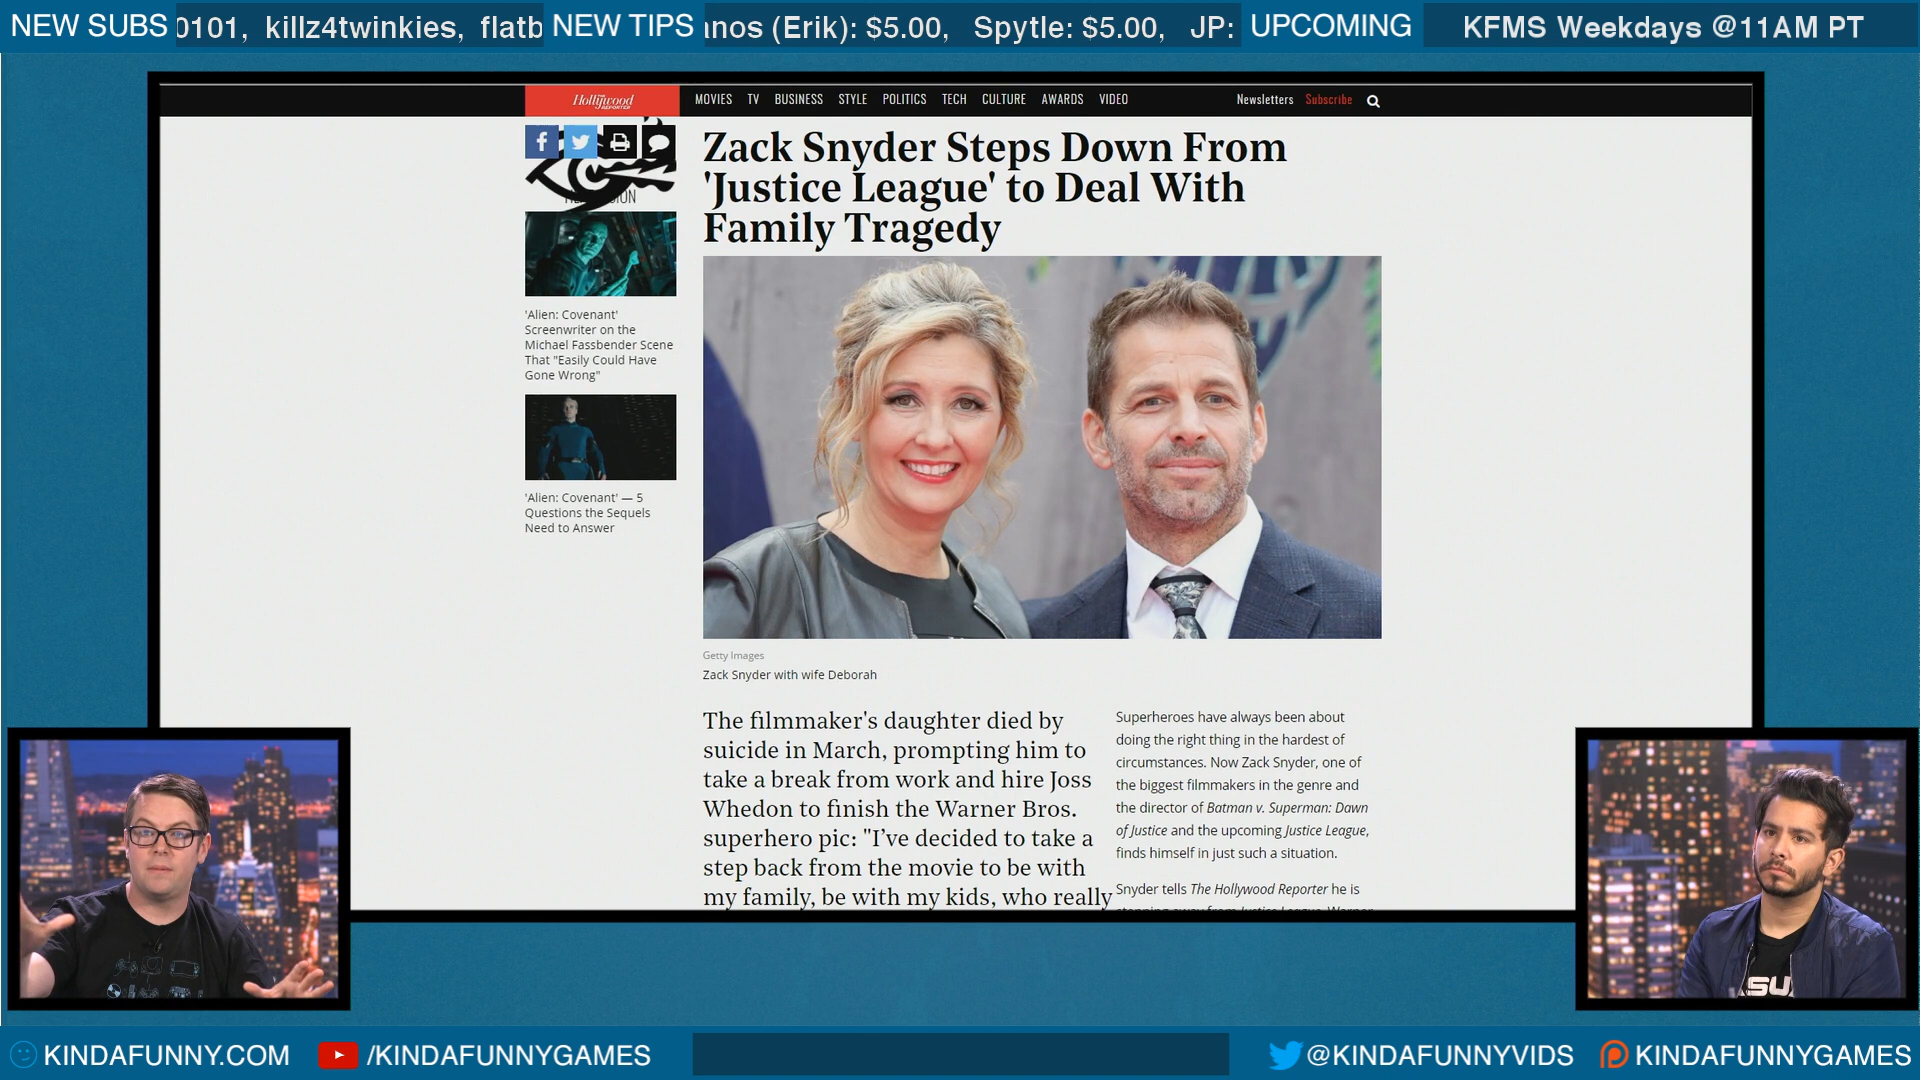 NEW SUBS
0101, killz4twinkies, flatb
NEW TIPS
anos (Erik): $5.00, Spytle: $5.00, JP:
UPCOMING
KFMS Weekdays @11AM PT
Hollywood
REPORTER
MOVIES TV BUSINESS STYLE POLITICS TECH CULTURE AWARDS VIDEO
Newsletters Subscribe
Zack Snyder Steps Down From
'Justice League' to Deal With
Family Tragedy
'Alien: Covenant'
Screenwriter on the
Michael Fassbender Scene
That "Easily Could Have
Gone Wrong"
'Alien: Covenant' — 5
Questions the Sequels
Need to Answer
Getty Images
Zack Snyder with wife Deborah
The filmmaker's daughter died by
suicide in March, prompting him to
take a break from work and hire Joss
Whedon to finish the Warner Bros.
superhero pic: "I've decided to take a
step back from the movie to be with
my family, be with my kids, who really
Superheroes have always been about
doing the right thing in the hardest of
circumstances. Now Zack Snyder, one of
the biggest filmmakers in the genre and
the director of Batman v. Superman: Dawn
of Justice and the upcoming Justice League,
finds himself in just such a situation.
Snyder tells The Hollywood Reporter he is
SU
KINDAFUNNY.COM
/KINDAFUNNYGAMES
@KINDAFUNNYVIDS
KINDAFUNNYGAMES